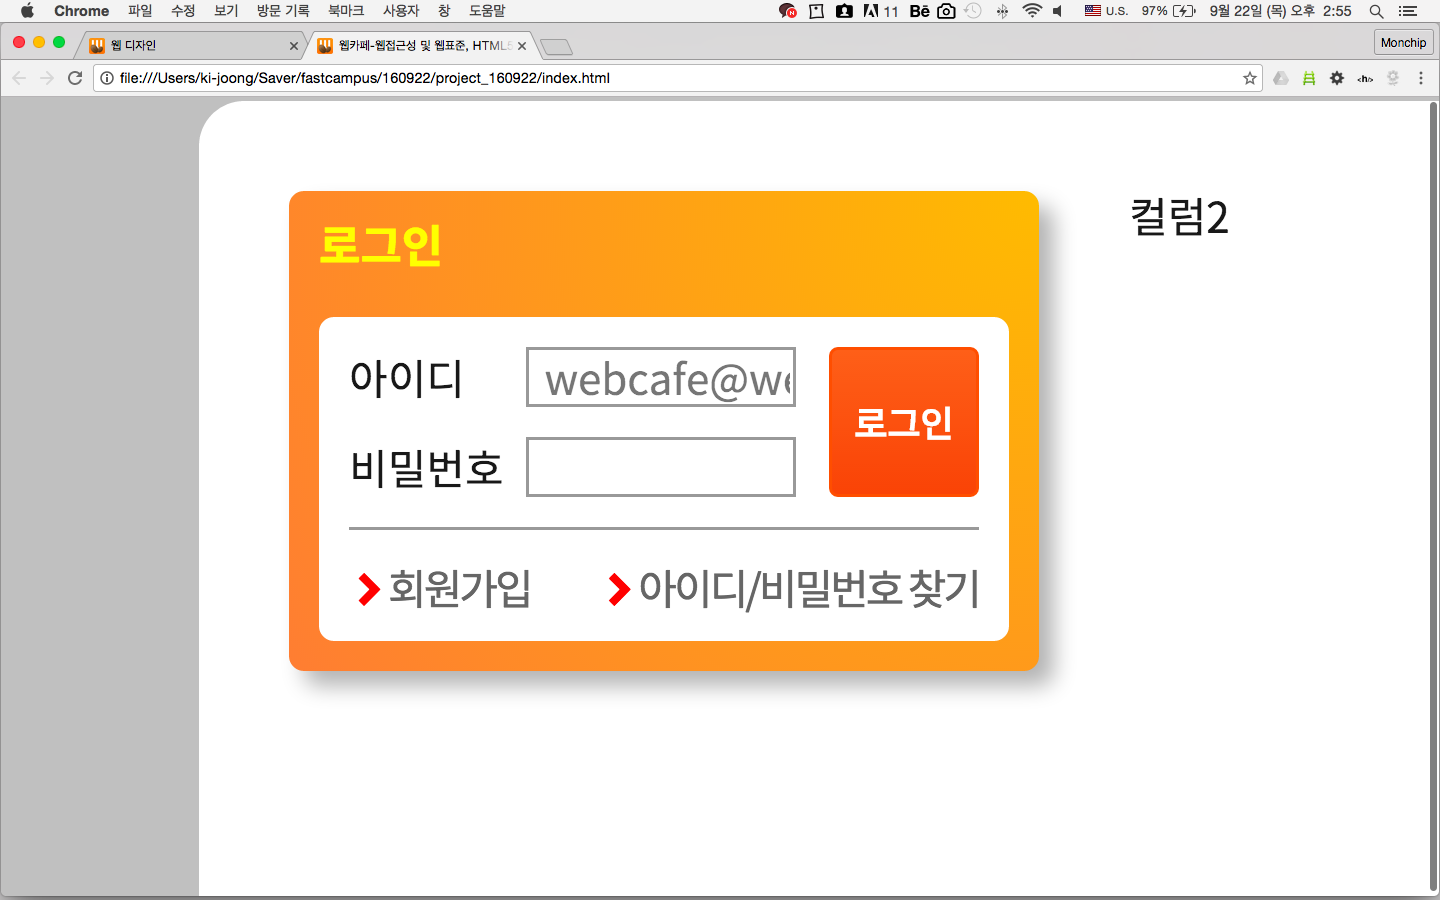 Chrome 파일 수정 보기 방문 기록 북마크 사용자 창 도움말 11 Bē U.S. 97% 9월 22일 (목) 오후 2:55
웹 디자인 웹카페-웹접근성 및 웹표준, HTML5 Monchip
file:///Users/ki-joong/Saver/fastcampus/160922/project_160922/index.html <h/>
로그인
컬럼2
아이디 webcafe@we
로그인
비밀번호
회원가입 아이디/비밀번호 찾기